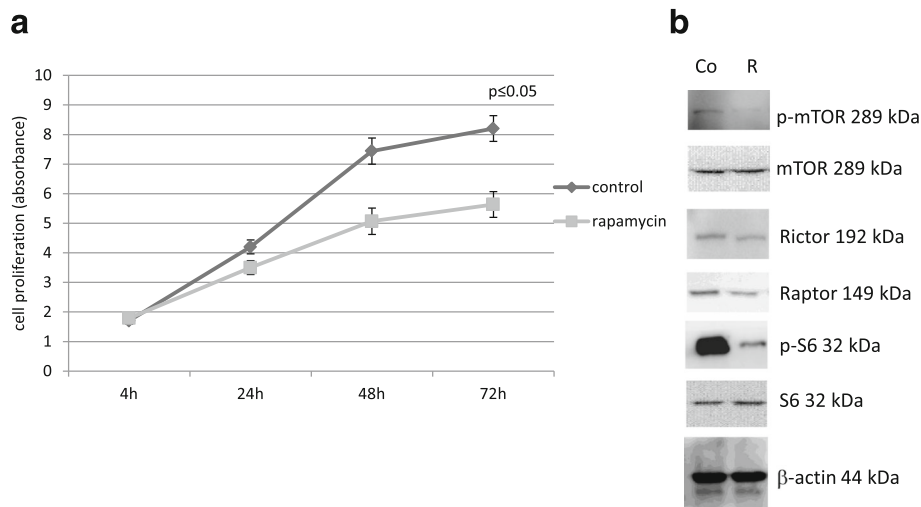 a
10
9
8
7
6
5
4
3
2
1
0
cell proliferation (absorbance)
4h
24h
48h
72h
p≤0.05
control
rapamycin
b
Co R
p-mTOR 289 kDa
mTOR 289 kDa
Rictor 192 kDa
Raptor 149 kDa
p-S6 32 kDa
S6 32 kDa
β-actin 44 kDa